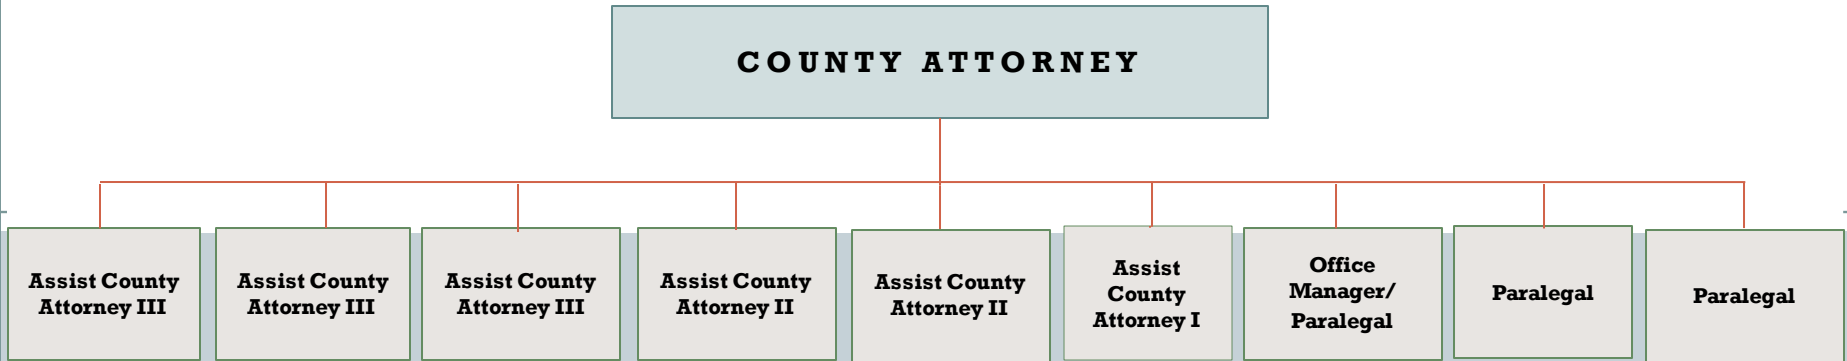 COUNTY ATTORNEY
Assist County
Attorney III
Assist County
Attorney III
Assist County
Attorney III
Assist County
Attorney II
Assist County
Attorney II
Assist
County
Attorney I
Office
Manager/
Paralegal
Paralegal
Paralegal